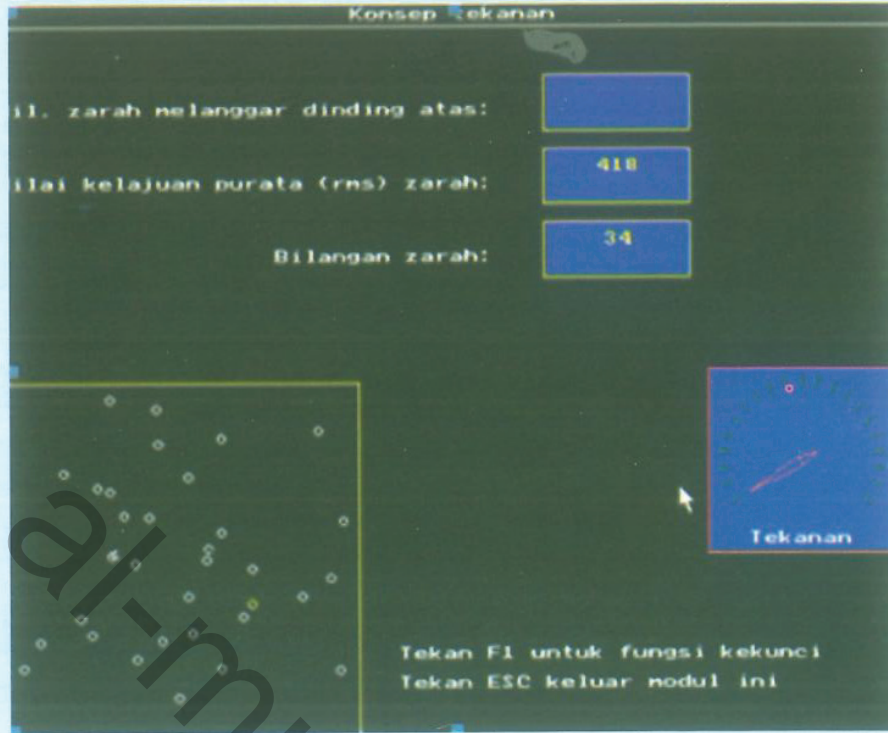 Konsep tekanan
il. zarah melanggar dinding atas:
ilai kelajuan purata (rms) zarah:
418
Bilangan zarah:
34
Tekanan
Tekan F1 untuk fungsi kekunci
Tekan ESC keluar modul ini
al-m